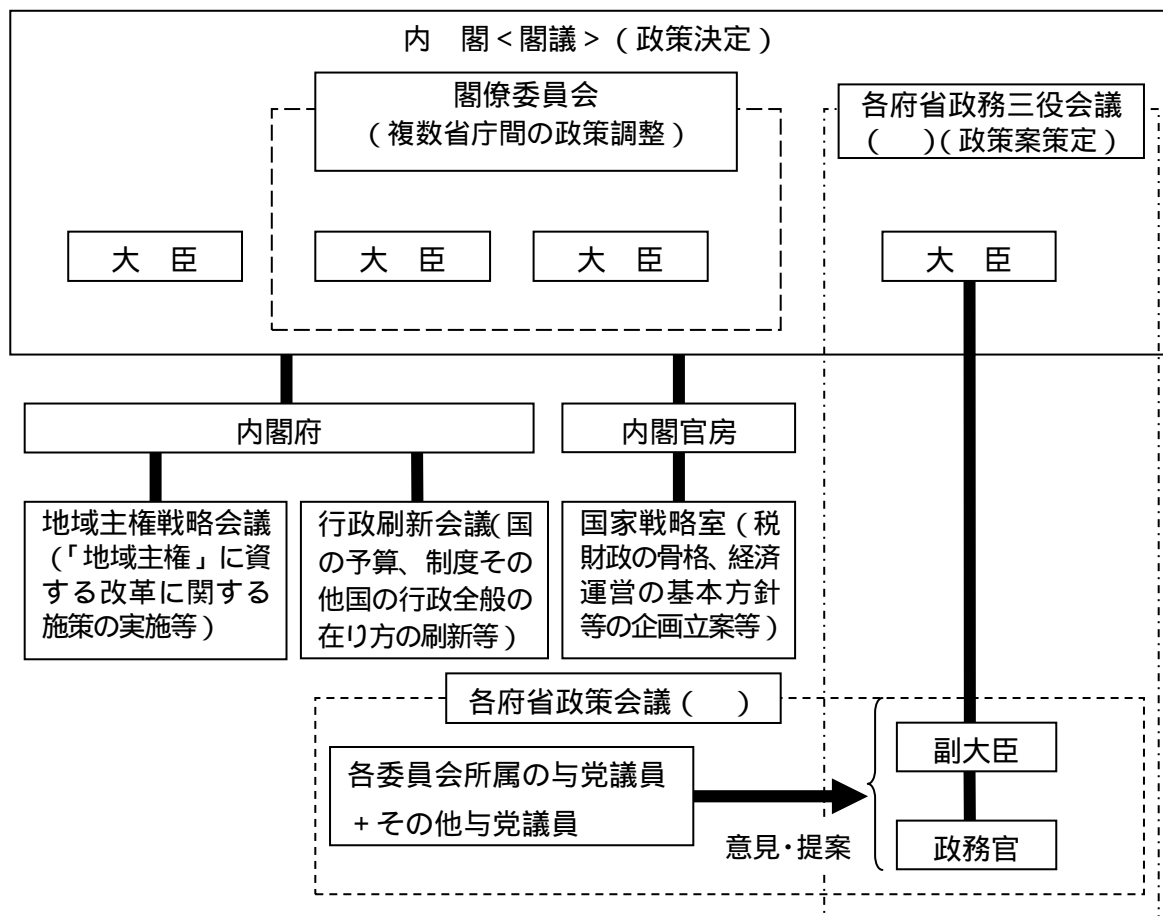 内 閣<閣議>(政策決定)
閣僚委員会
(複数省庁間の政策調整)
各府省政務三役会議
( )(政策案策定)
大 臣
大 臣
大 臣
大 臣
内閣府
内閣官房
地域主権戦略会議
(「地域主権」に資
する改革に関する
施策の実施等)
行政刷新会議(国
の予算、制度その
他国の行政全般の
在り方の刷新等)
国家戦略室(税
財政の骨格、経済
運営の基本方針
等の企画立案等)
各府省政策会議( )
各委員会所属の与党議員
+その他与党議員
意見・提案
副大臣
政務官